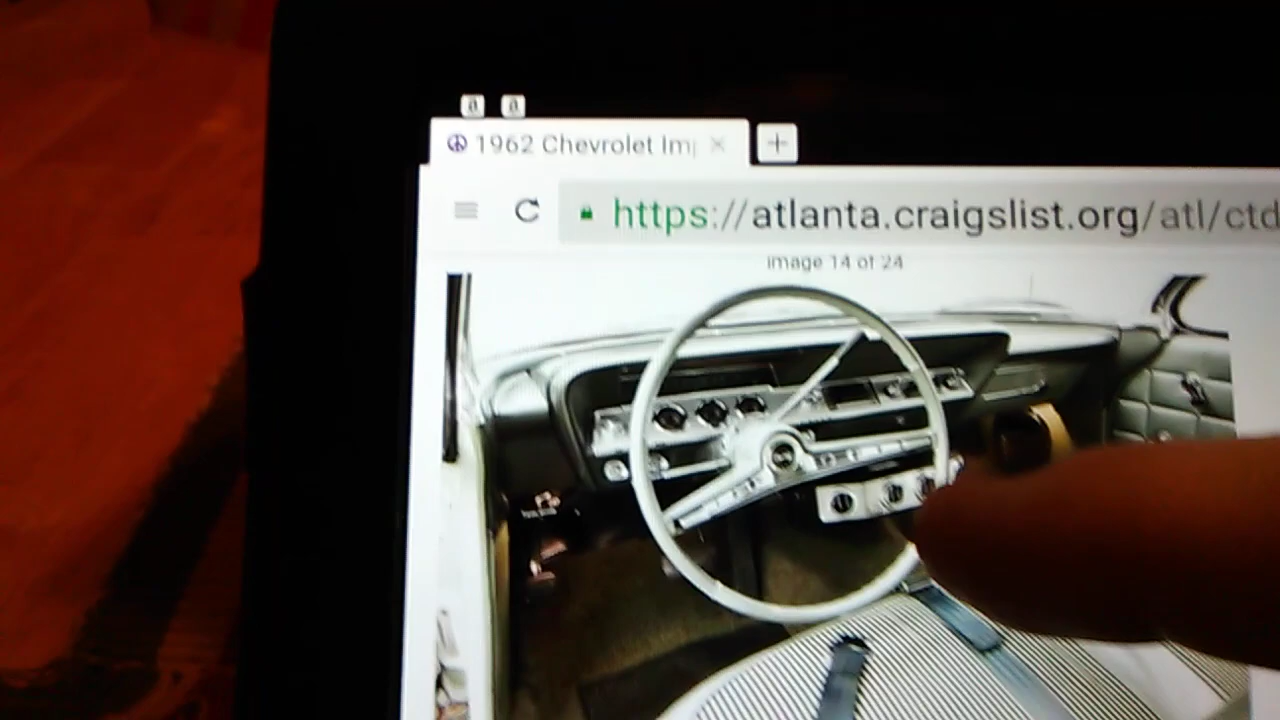 a a
1962 Chevrolet Im
https://atlanta.craigslist.org/atl/ctd
image 14 of 24